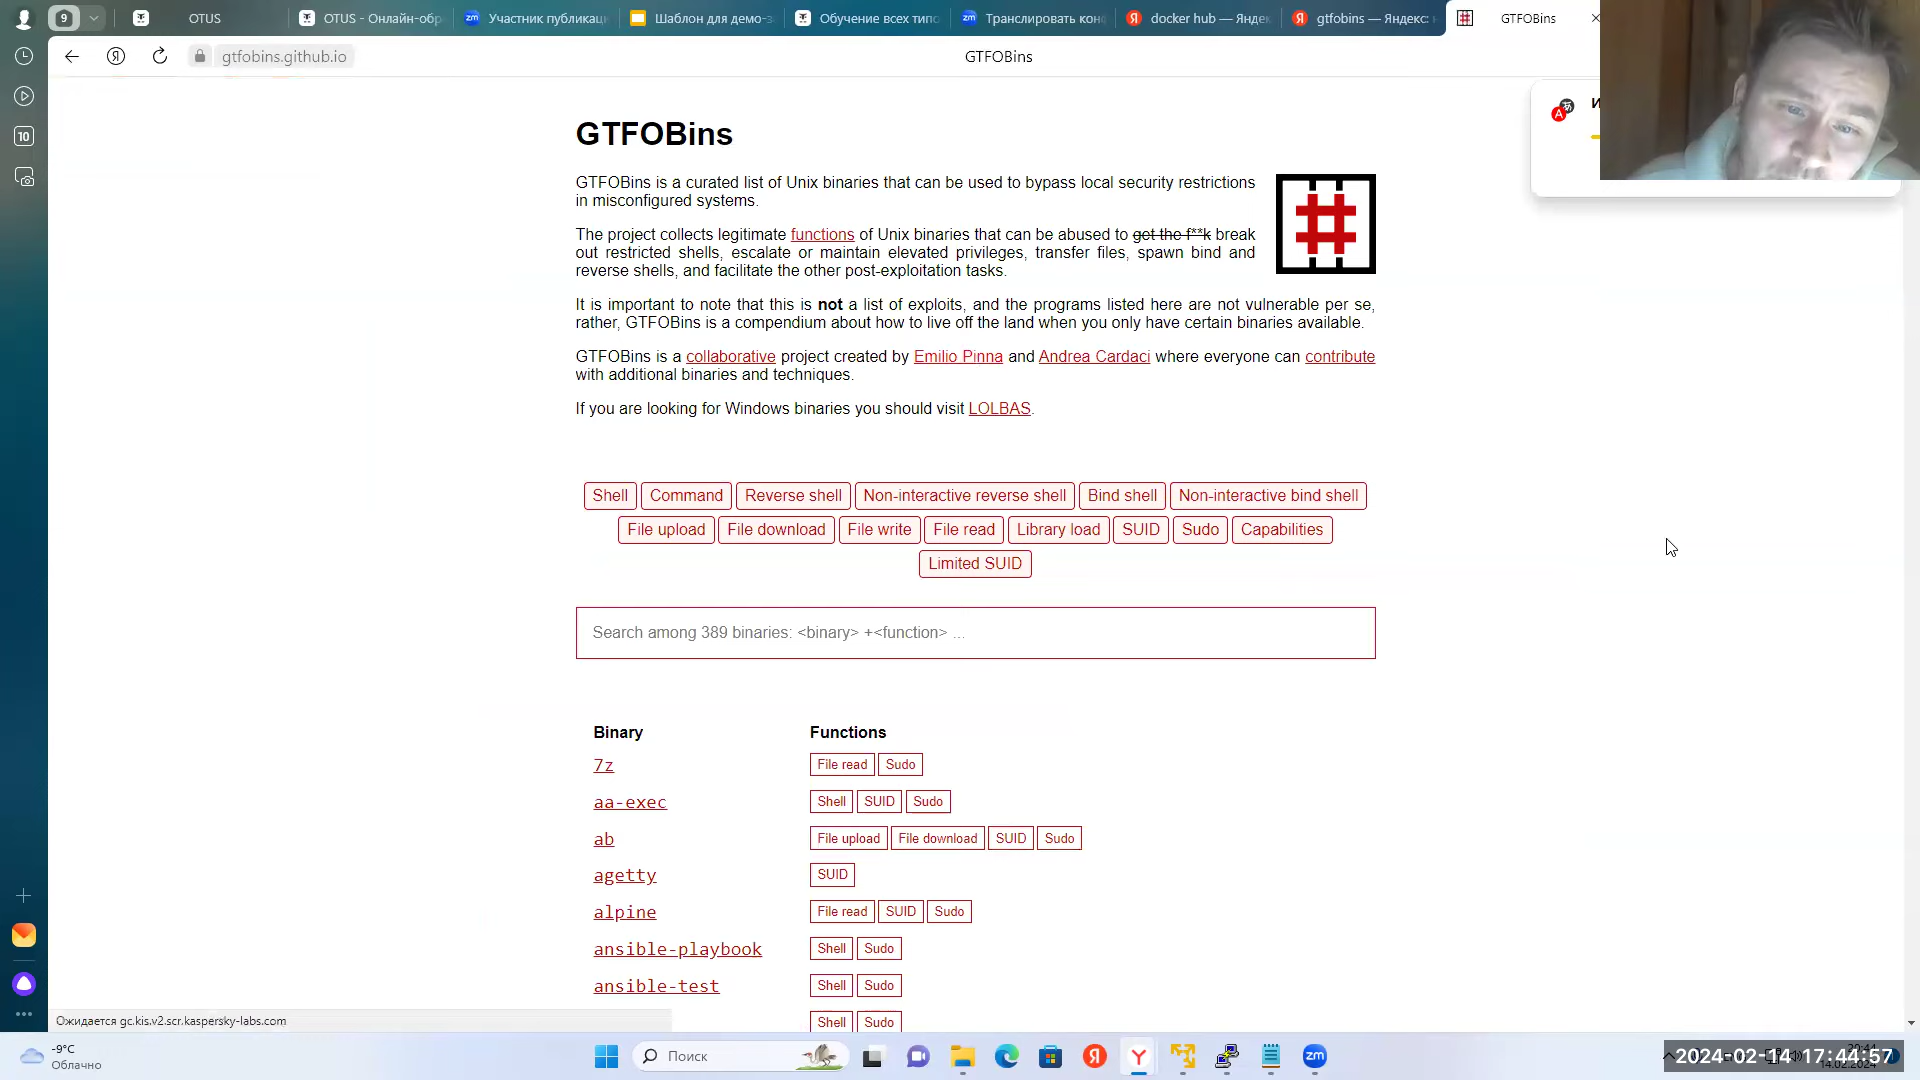 9
OTUS
OTUS - Онлайн-обр
Участник публикац
Шаблон для демо-з
Обучение всех типо
Транслировать кон
docker hub — Яндек
gtfobins — Яндекс: н
GTFOBins
gtfobins.github.io
GTFOBins
10
GTFOBins
GTFOBins is a curated list of Unix binaries that can be used to bypass local security restrictions
in misconfigured systems.
The project collects legitimate functions of Unix binaries that can be abused to get the f**k break
out restricted shells, escalate or maintain elevated privileges, transfer files, spawn bind and
reverse shells, and facilitate the other post-exploitation tasks.
It is important to note that this is not a list of exploits, and the programs listed here are not vulnerable per se,
rather, GTFOBins is a compendium about how to live off the land when you only have certain binaries available.
GTFOBins is a collaborative project created by Emilio Pinna and Andrea Cardaci where everyone can contribute
with additional binaries and techniques.
If you are looking for Windows binaries you should visit LOLBAS.
Shell Command Reverse shell Non-interactive reverse shell Bind shell Non-interactive bind shell
File upload File download File write File read Library load SUID Sudo Capabilities
Limited SUID
Search among 389 binaries: <binary> +<function> ...
Binary Functions
7z File read Sudo
aa-exec Shell SUID Sudo
ab File upload File download SUID Sudo
agetty SUID
alpine File read SUID Sudo
ansible-playbook Shell Sudo
ansible-test Shell Sudo
Shell Sudo
Ожидается gc.kis.v2.scr.kaspersky-labs.com
-9°C
Облачно
Поиск
2024-02-14 17:44:57